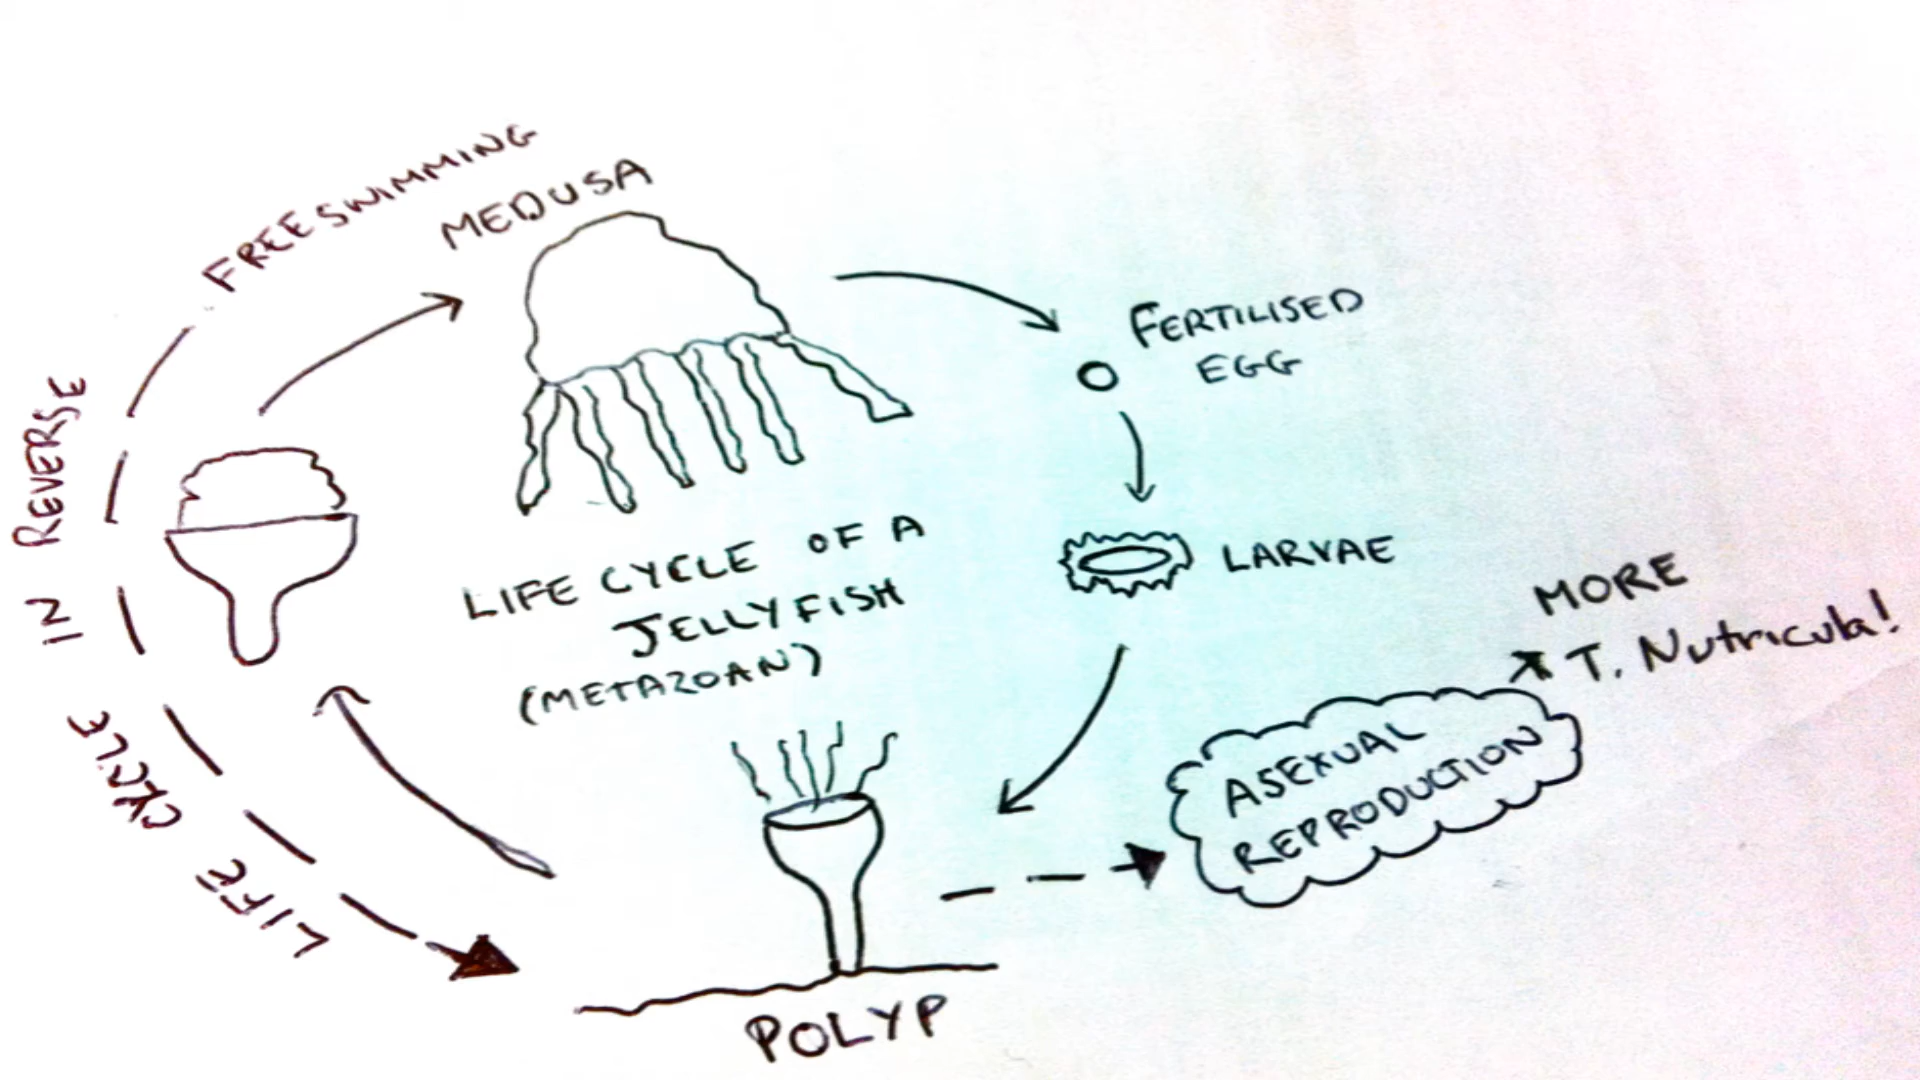 FREESWIMMING
MEDUSA
FERTILISED
EGG
LARVAE
LIFE CYCLE OF A
JELLYFISH
(METAZOAN)
MORE
T. Nutricula!
ASEXUAL
REPRODUCTION
POLYP
LIFE CYCLE IN REVERSE